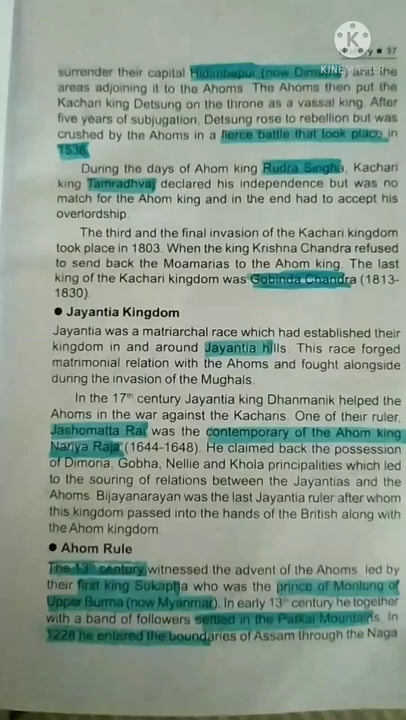 37
KINEMASTER
surrender their capital Hidimbapur (now Dimapur) and the
areas adjoining it to the Ahoms. The Ahoms then put the
Kachari king Detsung on the throne as a vassal king. After
five years of subjugation, Detsung rose to rebellion but was
crushed by the Ahoms in a fierce battle that took place in
1536.
During the days of Ahom king Rudra Singha, Kachari
king Tamradhvaj declared his independence but was no
match for the Ahom king and in the end had to accept his
overlordship.
The third and the final invasion of the Kachari kingdom
took place in 1803. When the king Krishna Chandra refused
to send back the Moamarias to the Ahom king. The last
king of the Kachari kingdom was Gobinda Chandra (1813-
1830).
● Jayantia Kingdom
Jayantia was a matriarchal race which had established their
kingdom in and around Jayantia hills. This race forged
matrimonial relation with the Ahoms and fought alongside
during the invasion of the Mughals.
In the 17th century Jayantia king Dhanmanik helped the
Ahoms in the war against the Kacharis. One of their ruler,
Jashomatta Rai, was the contemporary of the Ahom king
Nariya Raja (1644-1648). He claimed back the possession
of Dimoria, Gobha, Nellie and Khola principalities which led
to the souring of relations between the Jayantias and the
Ahoms. Bijayanarayan was the last Jayantia ruler after whom
this kingdom passed into the hands of the British along with
the Ahom kingdom.
● Ahom Rule
The 13th century witnessed the advent of the Ahoms, led by
their first king Sukapha who was the prince of Monlung of
Upper Burma (now Myanmar). In early 13th century he together
with a band of followers settled in the Patkai Mountains. In
1228 he entered the boundaries of Assam through the Naga